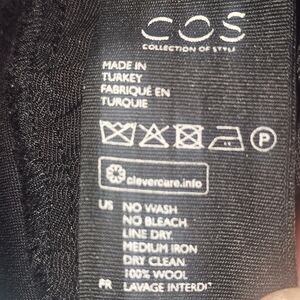 COS
COLLECTION OF STYLE
MADE IN
TURKEY
FABRIQUÉ EN
TURQUIE
P
clevercare.info
US NO WASH
NO BLEACH
LINE DRY
MEDIUM IRON
DRY CLEAN
100% WOOL
FR LAVAGE INTERDIT